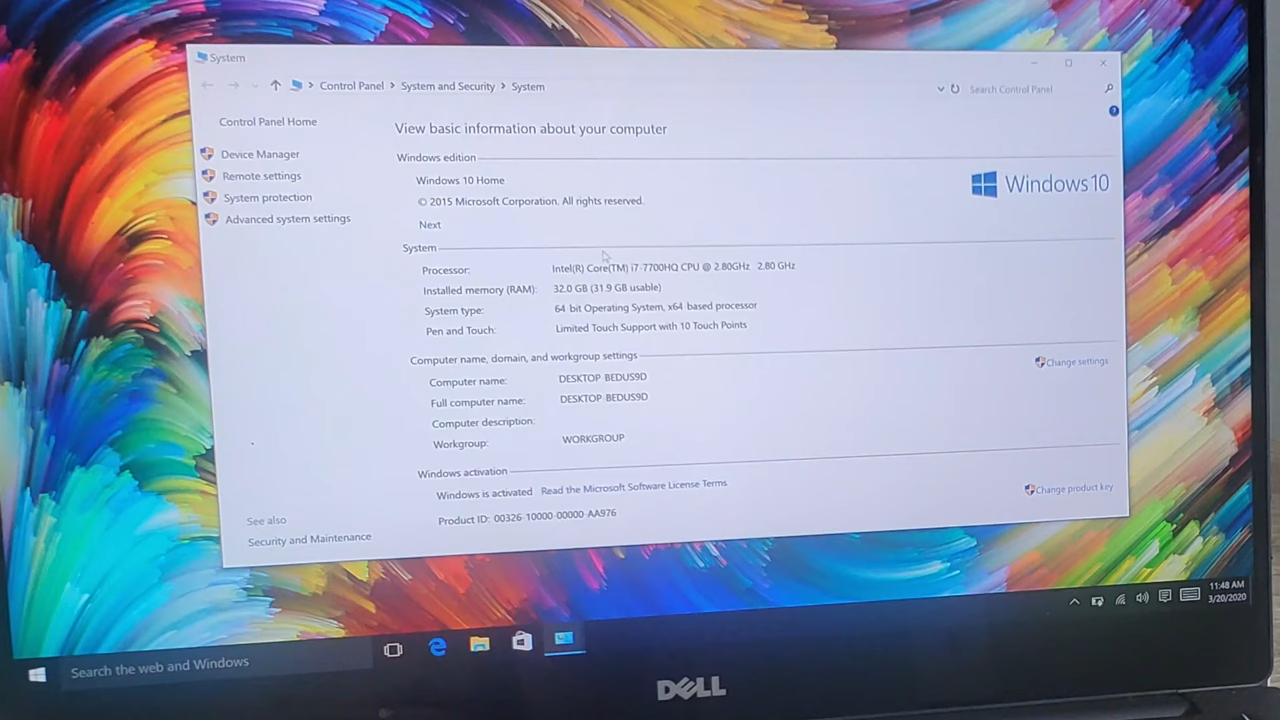 System
Control Panel > System and Security > System
Search Control Panel
Control Panel Home
Device Manager
Remote settings
System protection
Advanced system settings
See also
Security and Maintenance
View basic information about your computer
Windows edition
Windows 10 Home
© 2015 Microsoft Corporation. All rights reserved.
Next
Windows 10
System
Processor: Intel(R) Core(TM) i7-7700HQ CPU @ 2.80GHz 2.80 GHz
Installed memory (RAM): 32.0 GB (31.9 GB usable)
System type: 64-bit Operating System, x64-based processor
Pen and Touch: Limited Touch Support with 10 Touch Points
Computer name, domain, and workgroup settings
Computer name: DESKTOP-BEDUS9D
Change settings
Full computer name: DESKTOP-BEDUS9D
Computer description:
Workgroup: WORKGROUP
Windows activation
Windows is activated Read the Microsoft Software License Terms
Product ID: 00326-10000-00000-AA976
Change product key
Search the web and Windows
11:48 AM
3/20/2020
DELL